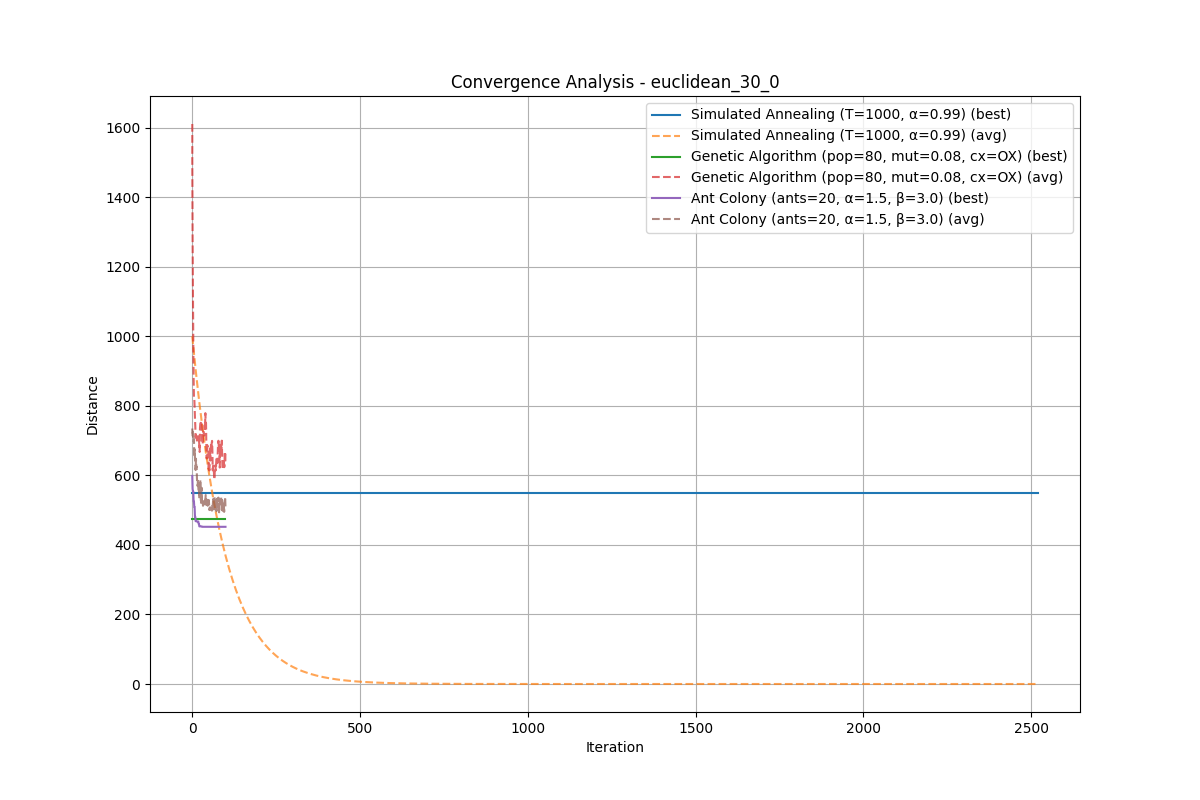 Convergence Analysis - euclidean_30_0
Simulated Annealing (T=1000, α=0.99) (best)
Simulated Annealing (T=1000, α=0.99) (avg)
Genetic Algorithm (pop=80, mut=0.08, cx=OX) (best)
Genetic Algorithm (pop=80, mut=0.08, cx=OX) (avg)
Ant Colony (ants=20, α=1.5, β=3.0) (best)
Ant Colony (ants=20, α=1.5, β=3.0) (avg)
Distance
1600
1400
1200
1000
800
600
400
200
0
0 500 1000 1500 2000 2500
Iteration